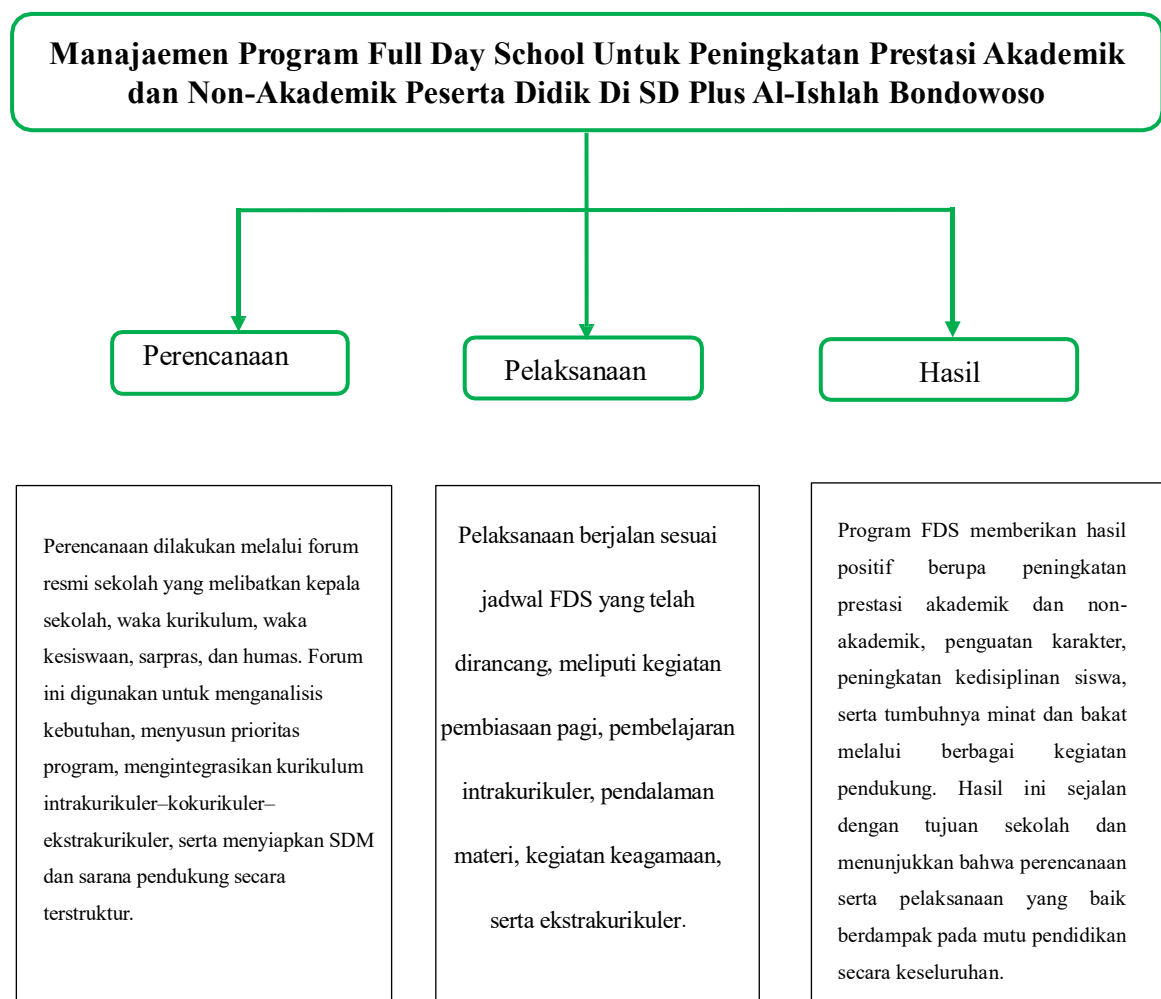 Manajaemen Program Full Day School Untuk Peningkatan Prestasi Akademik
dan Non-Akademik Peserta Didik Di SD Plus Al-Ishlah Bondowoso
Perencanaan
Pelaksanaan
Hasil
Perencanaan dilakukan melalui forum
resmi sekolah yang melibatkan kepala
sekolah, waka kurikulum, waka
kesiswaan, sarpras, dan humas. Forum
ini digunakan untuk menganalisis
kebutuhan, menyusun prioritas
program, mengintegrasikan kurikulum
intrakurikuler–kokurikuler–
ekstrakurikuler, serta menyiapkan SDM
dan sarana pendukung secara
terstruktur.
Pelaksanaan berjalan sesuai
jadwal FDS yang telah
dirancang, meliputi kegiatan
pembiasaan pagi, pembelajaran
intrakurikuler, pendalaman
materi, kegiatan keagamaan,
serta ekstrakurikuler.
Program FDS memberikan hasil
positif berupa peningkatan
prestasi akademik dan non-
akademik, penguatan karakter,
peningkatan kedisiplinan siswa,
serta tumbuhnya minat dan bakat
melalui berbagai kegiatan
pendukung. Hasil ini sejalan
dengan tujuan sekolah dan
menunjukkan bahwa perencanaan
serta pelaksanaan yang baik
berdampak pada mutu pendidikan
secara keseluruhan.